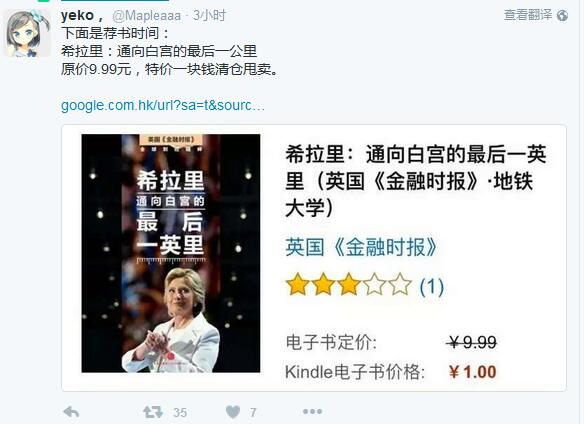 yeko， @Mapleaaa · 3小时
查看翻译
下面是荐书时间：
希拉里：通向白宫的最后一公里
原价9.99元，特价一块钱清仓甩卖。
google.com.hk/url?sa=t&sourc…
英国《金融时报》
希拉里
通向白宫的
最后
一英里
希拉里：通向白宫的最后一英
里（英国《金融时报》·地铁
大学）
英国《金融时报》
(1)
电子书定价: ￥9.99
Kindle电子书价格: ￥1.00
35
7